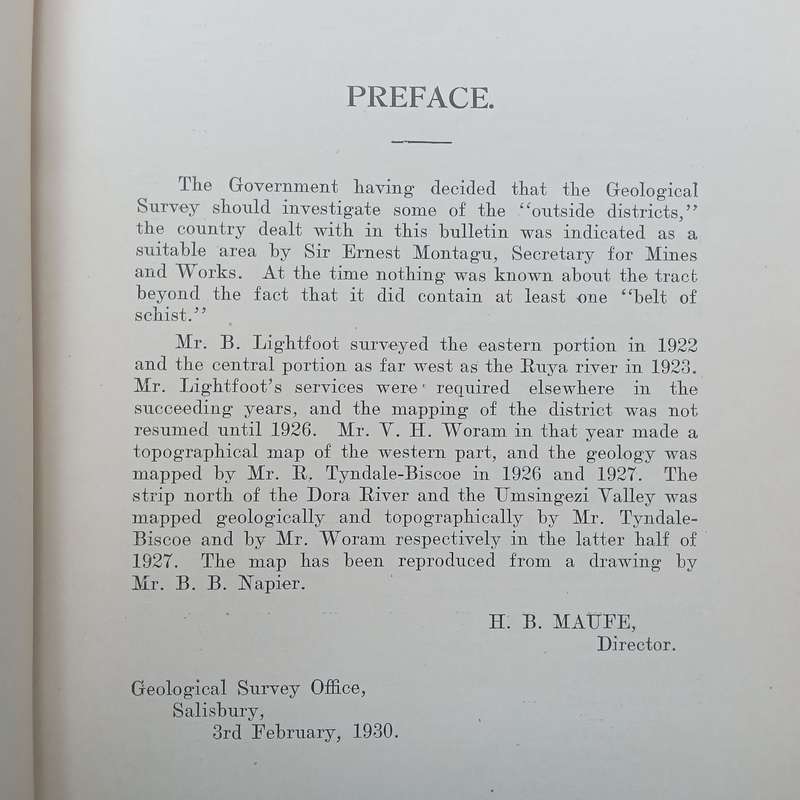 PREFACE.
The Government having decided that the Geological
Survey should investigate some of the “outside districts,”
the country dealt with in this bulletin was indicated as a
suitable area by Sir Ernest Montagu, Secretary for Mines
and Works. At the time nothing was known about the tract
beyond the fact that it did contain at least one “belt of
schist.”
Mr. B. Lightfoot surveyed the eastern portion in 1922
and the central portion as far west as the Ruya river in 1923.
Mr. Lightfoot’s services were required elsewhere in the
succeeding years, and the mapping of the district was not
resumed until 1926. Mr. V. H. Woram in that year made a
topographical map of the western part, and the geology was
mapped by Mr. R. Tyndale-Biscoe in 1926 and 1927. The
strip north of the Dora River and the Umsingezi Valley was
mapped geologically and topographically by Mr. Tyndale-
Biscoe and by Mr. Woram respectively in the latter half of
1927. The map has been reproduced from a drawing by
Mr. B. B. Napier.
H. B. MAUFE,
Director.
Geological Survey Office,
Salisbury,
3rd February, 1930.